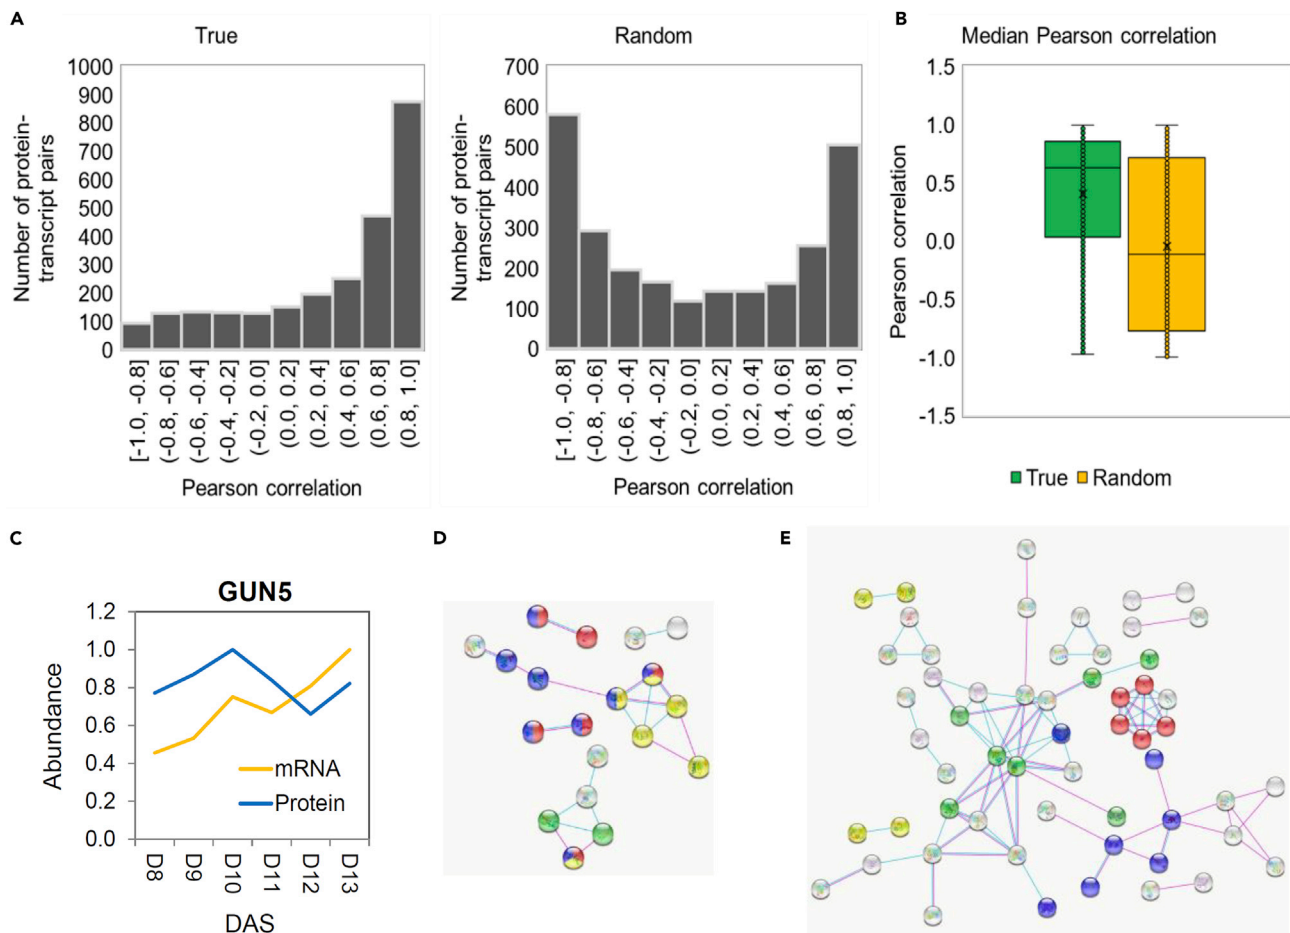 A
True
Number of protein-
transcript pairs
1000
900
800
700
600
500
400
300
200
100
0
[-1.0, -0.8]
(-0.8, -0.6]
(-0.6, -0.4]
(-0.4, -0.2]
(-0.2, 0.0]
(0.0, 0.2]
(0.2, 0.4]
(0.4, 0.6]
(0.6, 0.8]
(0.8, 1.0]
Pearson correlation
Random
Number of protein-
transcript pairs
700
600
500
400
300
200
100
0
[-1.0, -0.8]
(-0.8, -0.6]
(-0.6, -0.4]
(-0.4, -0.2]
(-0.2, 0.0]
(0.0, 0.2]
(0.2, 0.4]
(0.4, 0.6]
(0.6, 0.8]
(0.8, 1.0]
Pearson correlation
B
Median Pearson correlation
Pearson correlation
1.5
1.0
0.5
0.0
-0.5
-1.0
-1.5
True
Random
C
GUN5
Abundance
1.2
1.0
0.8
0.6
0.4
0.2
0.0
mRNA
Protein
D8
D9
D10
D11
D12
D13
DAS
D
E